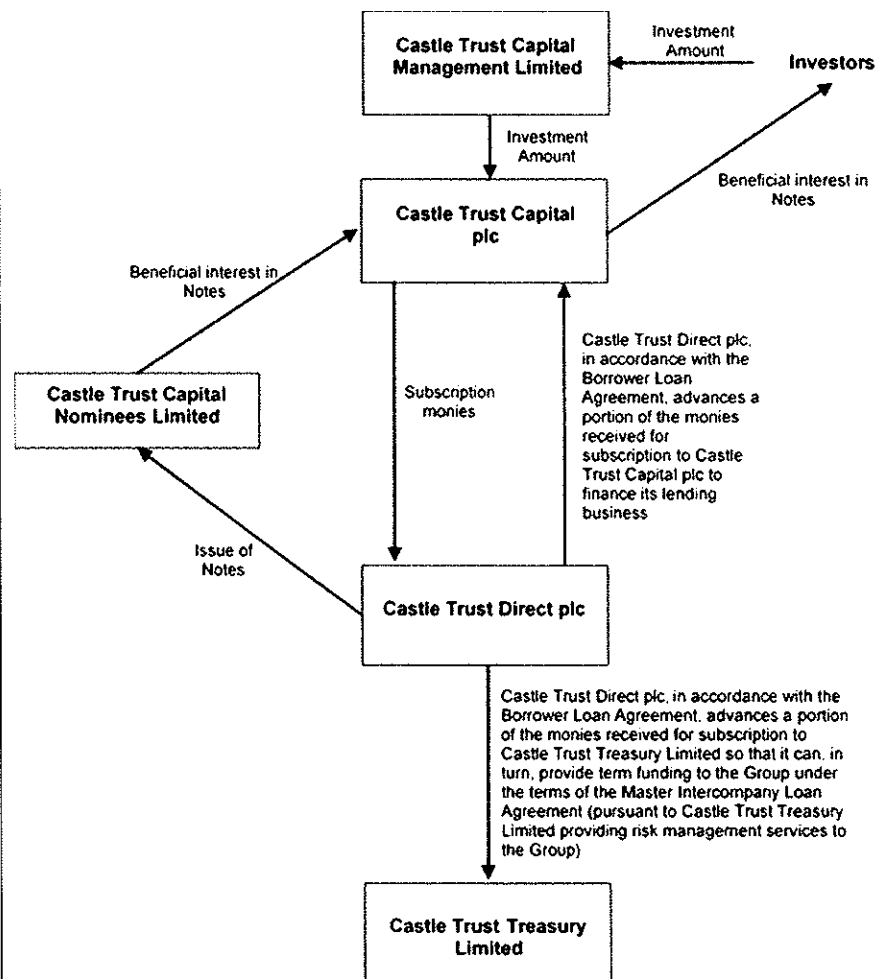 Castle Trust Capital
Management Limited
Investment
Amount
Investors
Investment
Amount
Castle Trust Capital
plc
Beneficial interest in
Notes
Beneficial interest in
Notes
Castle Trust Capital
Nominees Limited
Subscription
monies
Castle Trust Direct plc,
in accordance with the
Borrower Loan
Agreement, advances a
portion of the monies
received for
subscription to Castle
Trust Capital plc to
finance its lending
business
Issue of
Notes
Castle Trust Direct plc
Castle Trust Direct plc, in accordance with the
Borrower Loan Agreement, advances a portion
of the monies received for subscription to
Castle Trust Treasury Limited so that it can, in
turn, provide term funding to the Group under
the terms of the Master Intercompany Loan
Agreement (pursuant to Castle Trust Treasury
Limited providing risk management services to
the Group)
Castle Trust Treasury
Limited